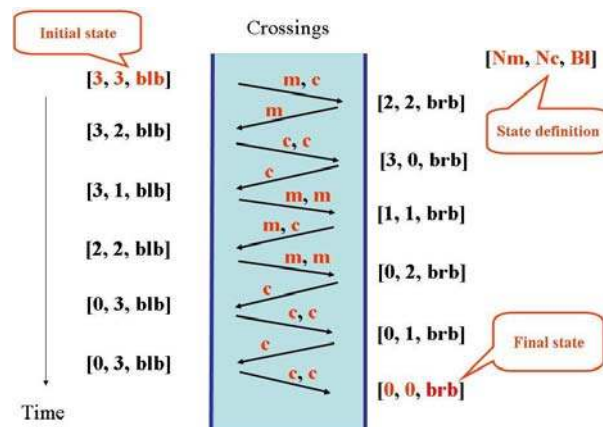 Initial state
Crossings
[Nm, Nc, Bl]
[3, 3, blb]
m, c
[2, 2, brb]
m
State definition
[3, 2, blb]
c, c
[3, 0, brb]
c
[3, 1, blb]
m, m
[1, 1, brb]
m, c
[2, 2, blb]
m, m
[0, 2, brb]
c
[0, 3, blb]
c, c
[0, 1, brb]
Final state
c
[0, 3, blb]
c, c
[0, 0, brb]
Time